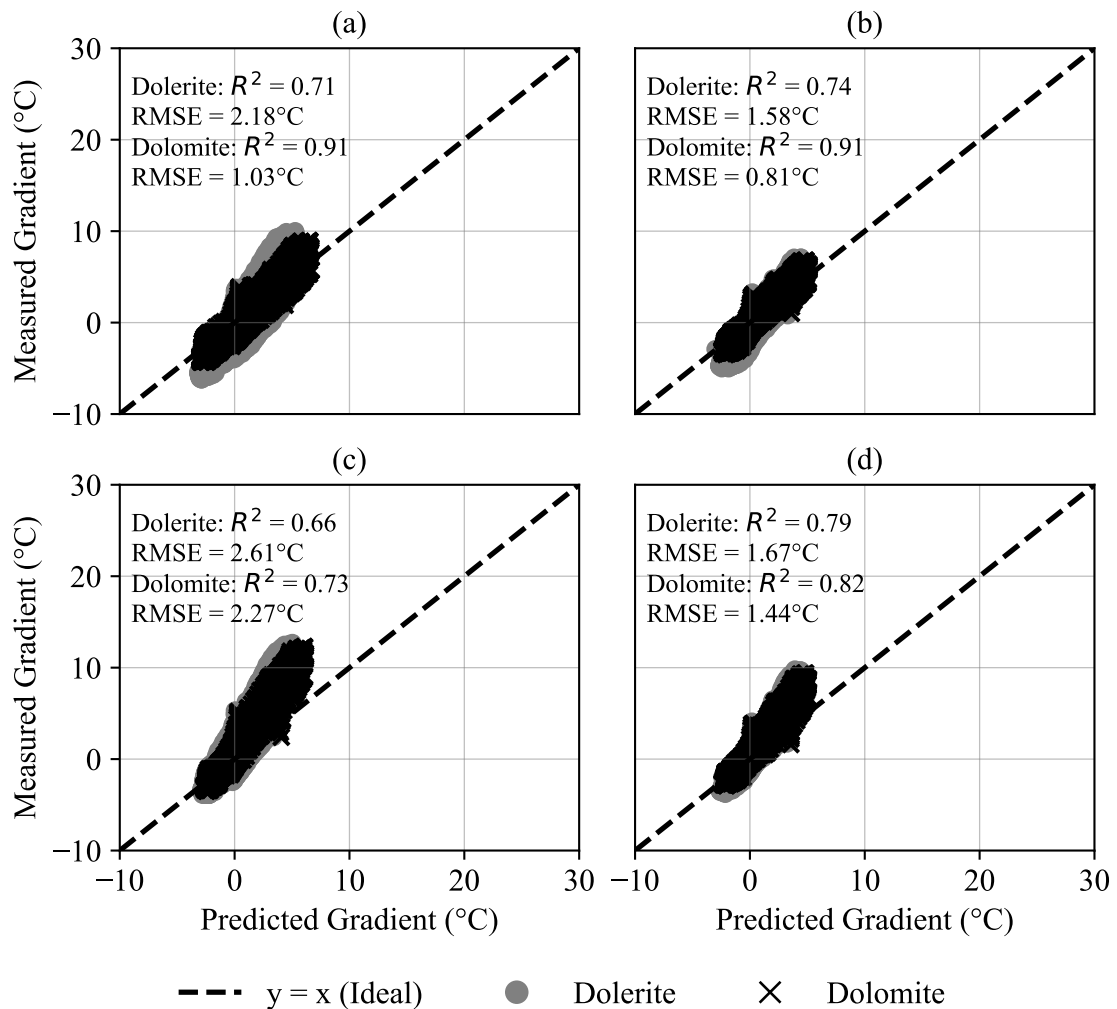 (a)
Measured Gradient (°C)
30
20
10
0
−10
Dolerite: R² = 0.71
RMSE = 2.18°C
Dolomite: R² = 0.91
RMSE = 1.03°C
(b)
Dolerite: R² = 0.74
RMSE = 1.58°C
Dolomite: R² = 0.91
RMSE = 0.81°C
(c)
Measured Gradient (°C)
30
20
10
0
−10
Dolerite: R² = 0.66
RMSE = 2.61°C
Dolomite: R² = 0.73
RMSE = 2.27°C
−10 0 10 20 30
Predicted Gradient (°C)
(d)
Dolerite: R² = 0.79
RMSE = 1.67°C
Dolomite: R² = 0.82
RMSE = 1.44°C
−10 0 10 20 30
Predicted Gradient (°C)
y = x (Ideal) Dolerite Dolomite